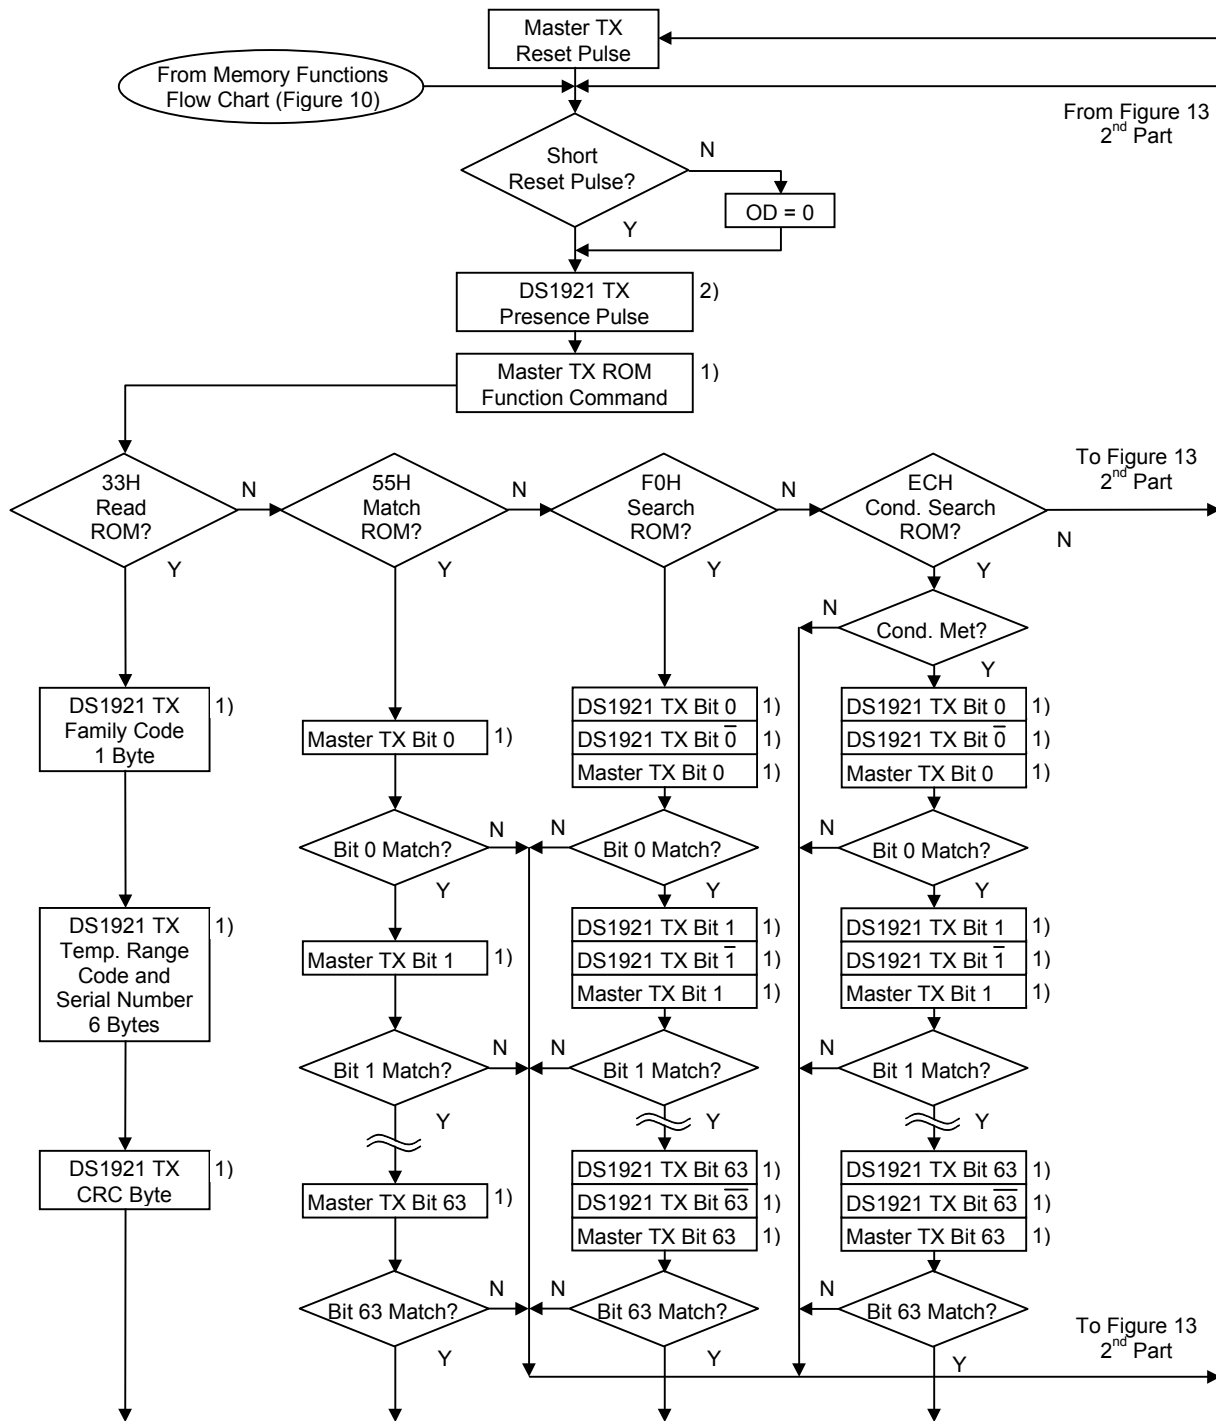 Master TX
Reset Pulse
From Memory Functions
Flow Chart (Figure 10)
From Figure 13
2nd Part
Short
Reset Pulse?
N
OD = 0
Y
DS1921 TX
Presence Pulse
2)
Master TX ROM
Function Command
1)
33H
Read
ROM?
N
Y
55H
Match
ROM?
N
Y
F0H
Search
ROM?
N
Y
ECH
Cond. Search
ROM?
N
Y
To Figure 13
2nd Part
Cond. Met?
N
Y
DS1921 TX
Family Code
1 Byte
1)
DS1921 TX
Temp. Range
Code and
Serial Number
6 Bytes
1)
DS1921 TX
CRC Byte
1)
Master TX Bit 0
1)
Bit 0 Match?
N
Y
Master TX Bit 1
1)
Bit 1 Match?
N
Y
Master TX Bit 63
1)
Bit 63 Match?
N
Y
DS1921 TX Bit 0
1)
DS1921 TX Bit 0̅
1)
Master TX Bit 0
1)
N
Bit 0 Match?
Y
DS1921 TX Bit 1
1)
DS1921 TX Bit 1̅
1)
Master TX Bit 1
1)
N
Bit 1 Match?
Y
DS1921 TX Bit 63
1)
DS1921 TX Bit 6̅3̅
1)
Master TX Bit 63
1)
N
Bit 63 Match?
Y
DS1921 TX Bit 0
1)
DS1921 TX Bit 0̅
1)
Master TX Bit 0
1)
N
Bit 0 Match?
Y
DS1921 TX Bit 1
1)
DS1921 TX Bit 1̅
1)
Master TX Bit 1
1)
N
Bit 1 Match?
Y
DS1921 TX Bit 63
1)
DS1921 TX Bit 6̅3̅
1)
Master TX Bit 63
1)
N
Bit 63 Match?
Y
To Figure 13
2nd Part